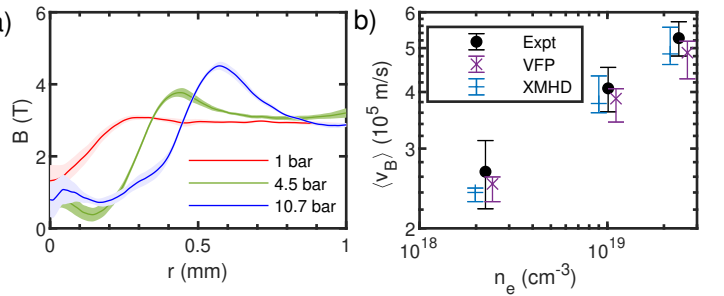 a)
B (T)
6
4
2
0
0
0.5
1
r (mm)
1 bar
4.5 bar
10.7 bar
b)
⟨v_B⟩ (10^5 m/s)
6
5
4
3
2
10^18
10^19
n_e (cm^-3)
Expt
VFP
XMHD